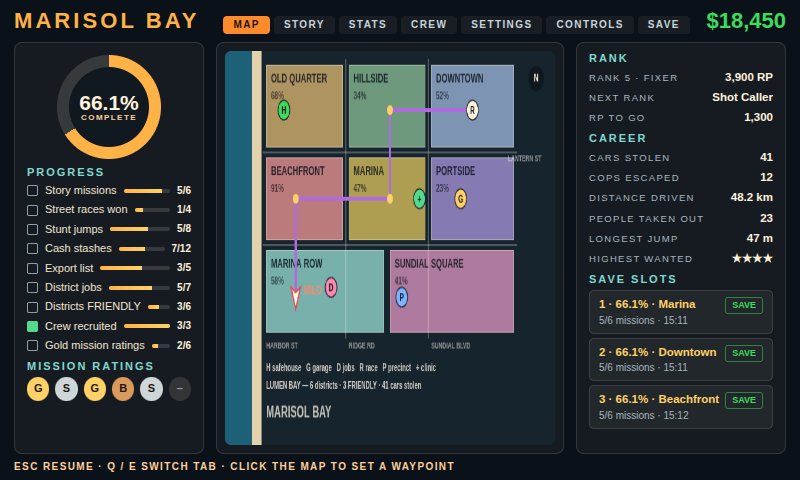 MARISOL BAY
MAP STORY STATS CREW SETTINGS CONTROLS SAVE
$18,450
66.1%
COMPLETE
PROGRESS
Story missions 5/6
Street races won 1/4
Stunt jumps 5/8
Cash stashes 7/12
Export list 3/5
District jobs 5/7
Districts FRIENDLY 3/6
Crew recruited 3/3
Gold mission ratings 2/6
MISSION RATINGS
G S G B S –
OLD QUARTER
68%
H
HILLSIDE
34%
DOWNTOWN
52%
R
N
LANTERN ST
BEACHFRONT
91%
MARINA
47%
+
PORTSIDE
23%
G
MARINA ROW
58%
D
SUNDIAL SQUARE
41%
P
HARBOR ST RIDGE RD SUNDIAL BLVD
H safehouse G garage D jobs R race P precinct + clinic
LUMEN BAY — 6 districts · 3 FRIENDLY · 41 cars stolen
MARISOL BAY
RANK
RANK 5 · FIXER 3,900 RP
NEXT RANK Shot Caller
RP TO GO 1,300
CAREER
CARS STOLEN 41
COPS ESCAPED 12
DISTANCE DRIVEN 48.2 km
PEOPLE TAKEN OUT 23
LONGEST JUMP 47 m
HIGHEST WANTED ★★★★
SAVE SLOTS
1 · 66.1% · Marina SAVE
5/6 missions · 15:11
2 · 66.1% · Downtown SAVE
5/6 missions · 15:11
3 · 66.1% · Beachfront SAVE
5/6 missions · 15:12
ESC RESUME · Q / E SWITCH TAB · CLICK THE MAP TO SET A WAYPOINT